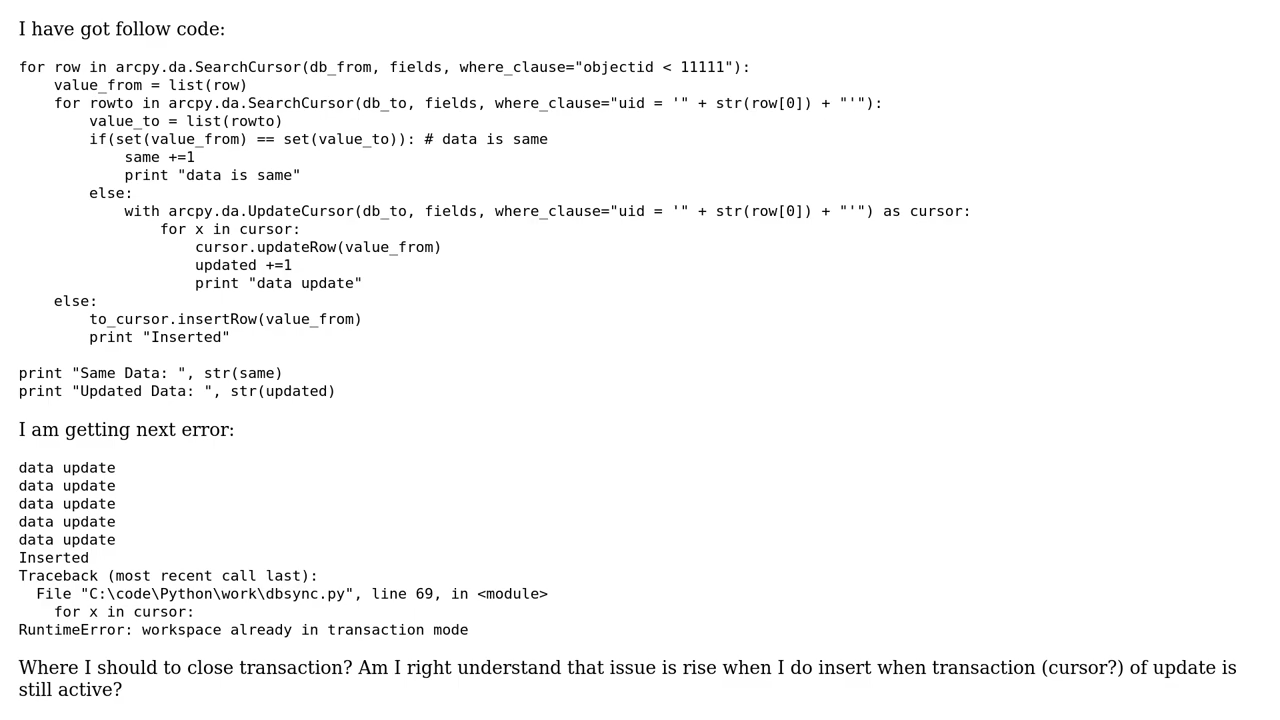 I have got follow code:
for row in arcpy.da.SearchCursor(db_from, fields, where_clause="objectid < 11111"):
    value_from = list(row)
    for rowto in arcpy.da.SearchCursor(db_to, fields, where_clause="uid = '" + str(row[0]) + "'"):
        value_to = list(rowto)
        if(set(value_from) == set(value_to)): # data is same
            same +=1
            print "data is same"
        else:
            with arcpy.da.UpdateCursor(db_to, fields, where_clause="uid = '" + str(row[0]) + "'") as cursor:
                for x in cursor:
                    cursor.updateRow(value_from)
                    updated +=1
                    print "data update"
    else:
        to_cursor.insertRow(value_from)
        print "Inserted"
print "Same Data: ", str(same)
print "Updated Data: ", str(updated)
I am getting next error:
data update
data update
data update
data update
data update
Inserted
Traceback (most recent call last):
  File "C:\code\Python\work\dbsync.py", line 69, in <module>
    for x in cursor:
RuntimeError: workspace already in transaction mode
Where I should to close transaction? Am I right understand that issue is rise when I do insert when transaction (cursor?) of update is
still active?